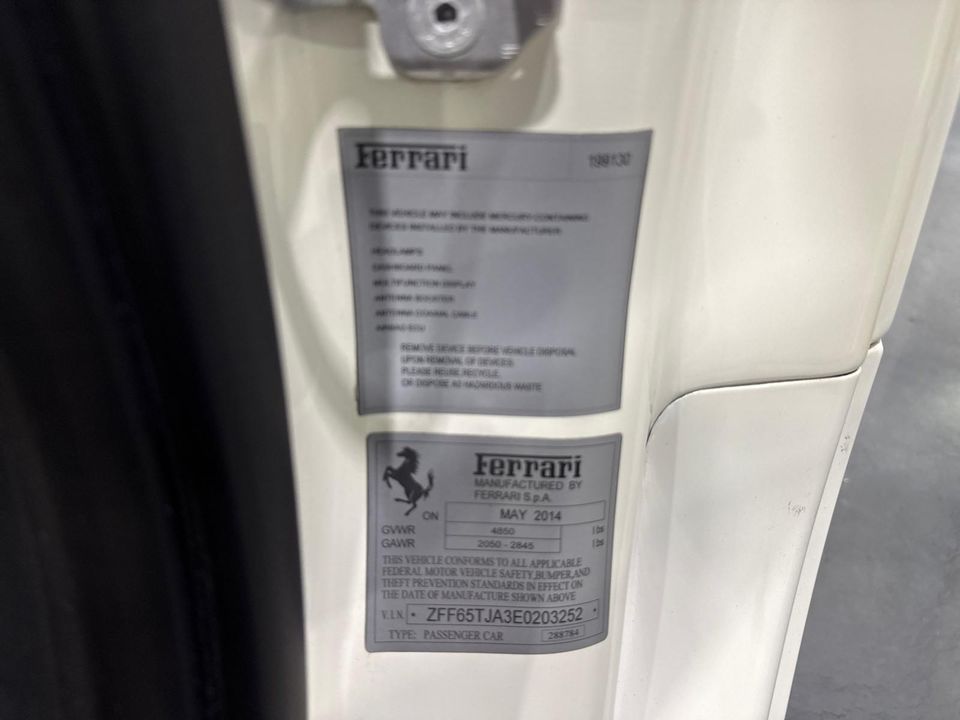 Ferrari 199130
THIS VEHICLE MAY INCLUDE MERCURY-CONTAINING
DEVICES INSTALLED BY THE MANUFACTURER:
HEADLAMPS
DASHBOARD PANEL
MULTIFUNCTION DISPLAY
ANTENNA BOOSTER
ANTENNA COAXIAL CABLE
AIRBAG ECU
REMOVE DEVICE BEFORE VEHICLE DISPOSAL
UPON REMOVAL OF DEVICES
PLEASE REUSE, RECYCLE,
OR DISPOSE AS HAZARDOUS WASTE
Ferrari
MANUFACTURED BY
FERRARI S.p.A.
ON MAY 2014
GVWR 4850 lbs
GAWR 2050 - 2845 lbs
THIS VEHICLE CONFORMS TO ALL APPLICABLE
FEDERAL MOTOR VEHICLE SAFETY,BUMPER,AND
THEFT PREVENTION STANDARDS IN EFFECT ON
THE DATE OF MANUFACTURE SHOWN ABOVE
V.I.N. * ZFF65TJA3E0203252 *
TYPE: PASSENGER CAR 288784